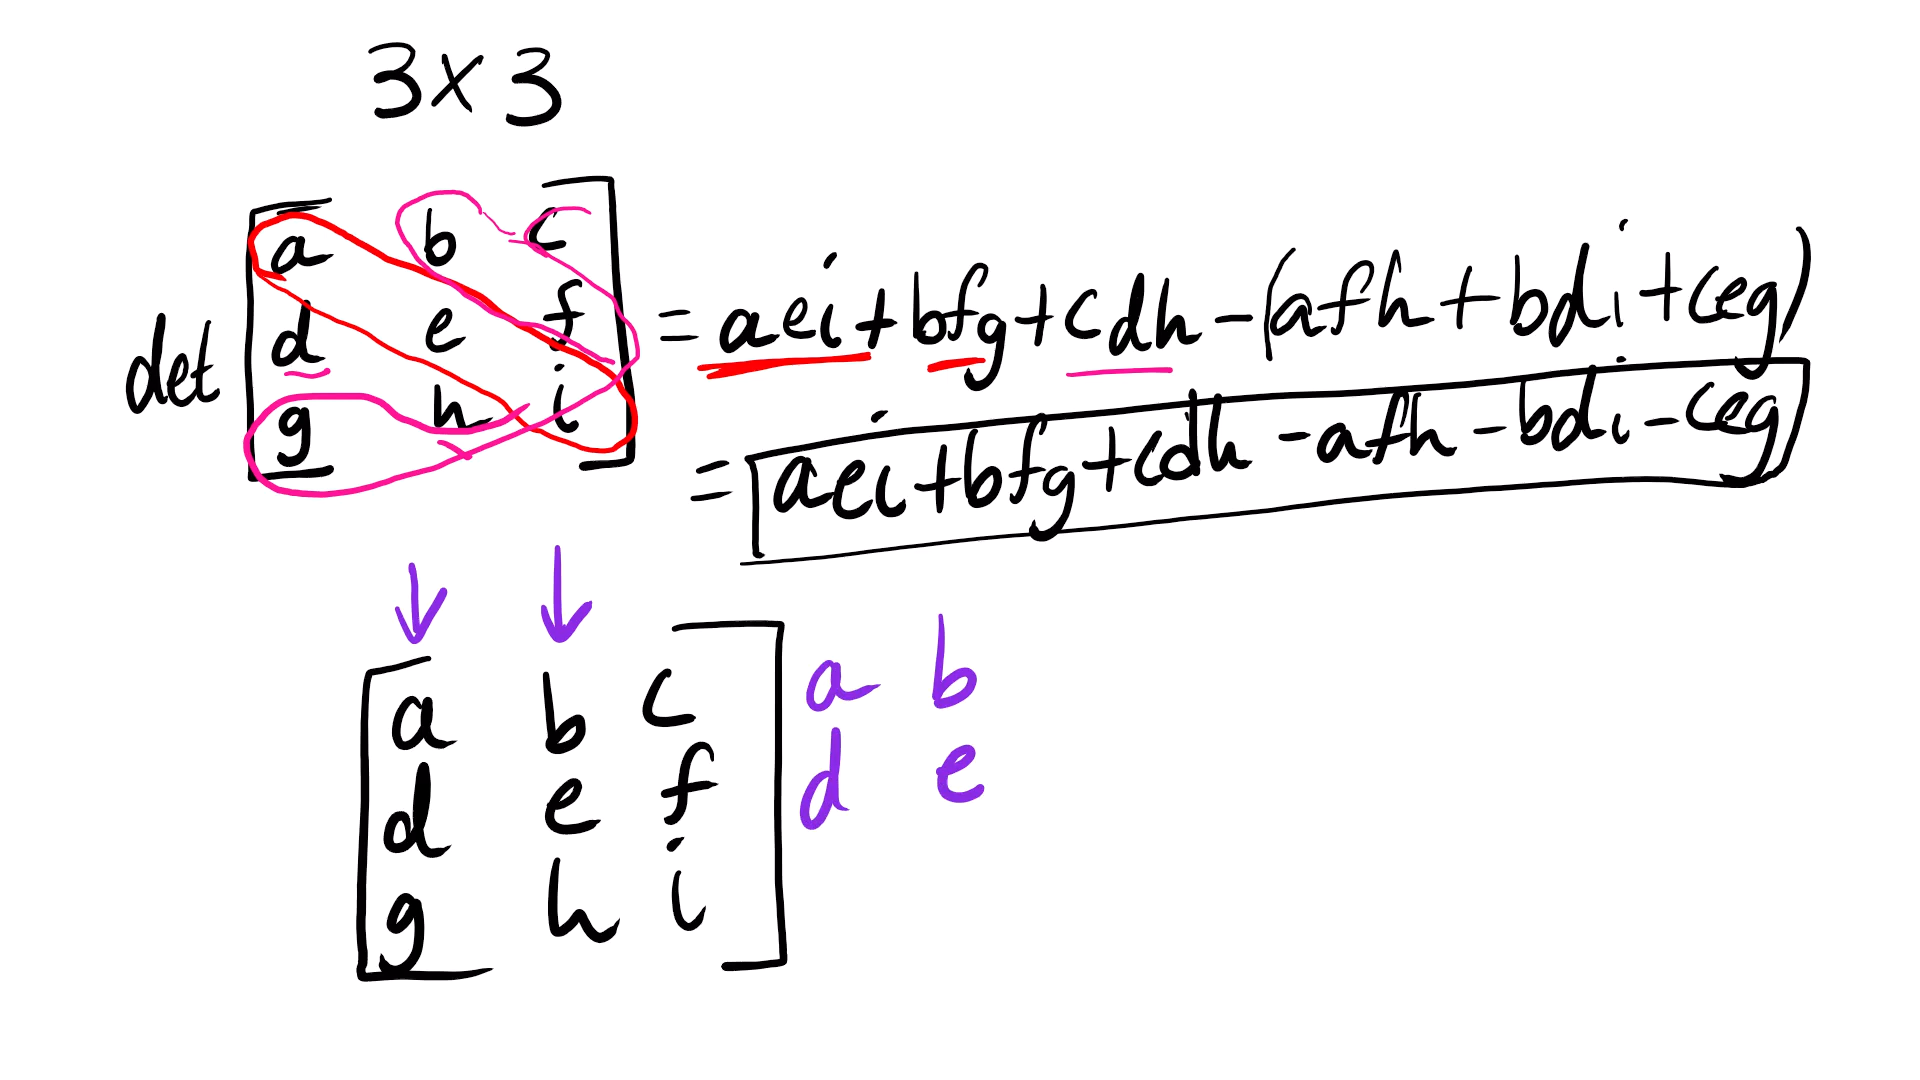 3x3
det [a b c
d e f
g h i] = aei+bfg+cdh-(afh+bdi+ceg)
= aei+bfg+cdh-afh-bdi-ceg
[a b c] a b
[d e f] d e
[g h i]